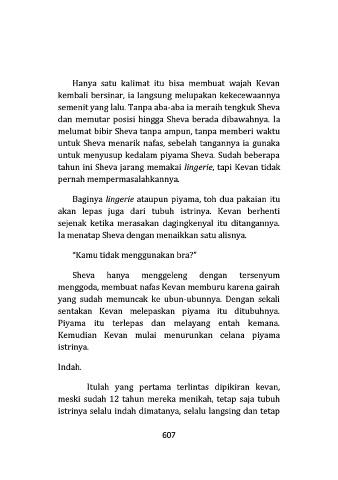 Hanya satu kalimat itu bisa membuat wajah Kevan
kembali bersinar, ia langsung melupakan kekecewaannya
semenit yang lalu. Tanpa aba-aba ia meraih tengkuk Sheva
dan memutar posisi hingga Sheva berada dibawahnya. Ia
melumat bibir Sheva tanpa ampun, tanpa memberi waktu
untuk Sheva menarik nafas, sebelah tangannya ia gunaka
untuk menyusup kedalam piyama Sheva. Sudah beberapa
tahun ini Sheva jarang memakai lingerie, tapi Kevan tidak
pernah mempermasalahkannya.
Baginya lingerie ataupun piyama, toh dua pakaian itu
akan lepas juga dari tubuh istrinya. Kevan berhenti
sejenak ketika merasakan dagingkenyal itu ditangannya.
Ia menatap Sheva dengan menaikkan satu alisnya.
"Kamu tidak menggunakan bra?"
Sheva hanya menggeleng dengan tersenyum
menggoda, membuat nafas Kevan memburu karena gairah
yang sudah memuncak ke ubun-ubunnya. Dengan sekali
sentakan Kevan melepaskan piyama itu ditubuhnya.
Piyama itu terlepas dan melayang entah kemana.
Kemudian Kevan mulai menurunkan celana piyama
istrinya.
Indah.
Itulah yang pertama terlintas dipikiran kevan,
meski sudah 12 tahun mereka menikah, tetap saja tubuh
istrinya selalu indah dimatanya, selalu langsing dan tetap
607